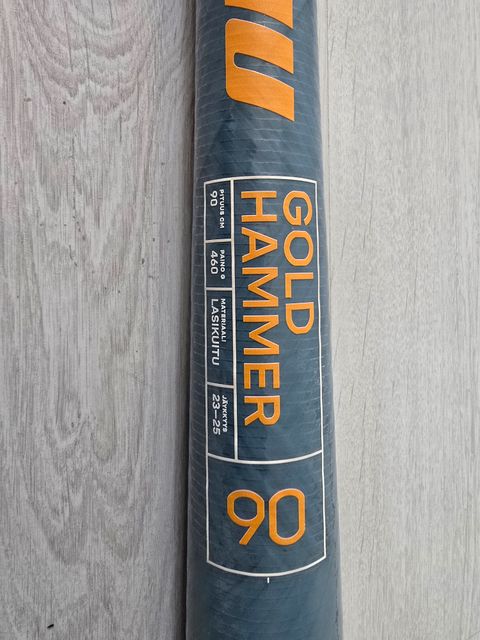 GOLD
HAMMER
PITUUS CM
90
PAINO G
460
MATERIAALI
LASIKUITU
JÄYKKYYS
23–25
90